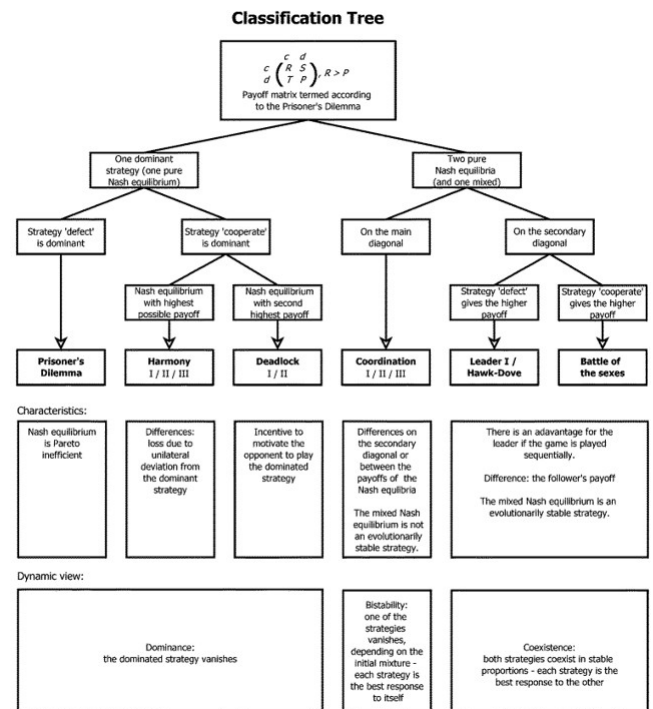 Classification Tree
c d
c ( R S
d T P ) , R > P
Payoff matrix termed according
to the Prisoner's Dilemma
One dominant
strategy (one pure
Nash equilibrium)
Two pure
Nash equilibria
(and one mixed)
Strategy 'defect'
is dominant
Strategy 'cooperate'
is dominant
On the main
diagonal
On the secondary
diagonal
Nash equilibrium
with highest
possible payoff
Nash equilibrium
with second
highest payoff
Strategy 'defect'
gives the higher
payoff
Strategy 'cooperate'
gives the higher
payoff
Prisoner's
Dilemma
Harmony
I / II / III
Deadlock
I / II
Coordination
I / II / III
Leader I /
Hawk-Dove
Battle of
the sexes
Characteristics:
Nash equilibrium
is Pareto
inefficient
Differences:
loss due to
unilateral
deviation from
the dominant
strategy
Incentive to
motivate the
opponent to play
the dominated
strategy
Differences on
the secondary
diagonal or
between the
payoffs of the
Nash equlibria
The mixed Nash
equilibrium is not
an evolutionarily
stable strategy.
There is an adavantage for the
leader if the game is played
sequentially.
Difference: the follower's payoff
The mixed Nash equilibrium is an
evolutionarily stable strategy.
Dynamic view:
Dominance:
the dominated strategy vanishes
Bistability:
one of the
strategies
vanishes,
depending on the
initial mixture -
each strategy is
the best response
to itself
Coexistence:
both strategies coexist in stable
proportions - each strategy is the
best response to the other